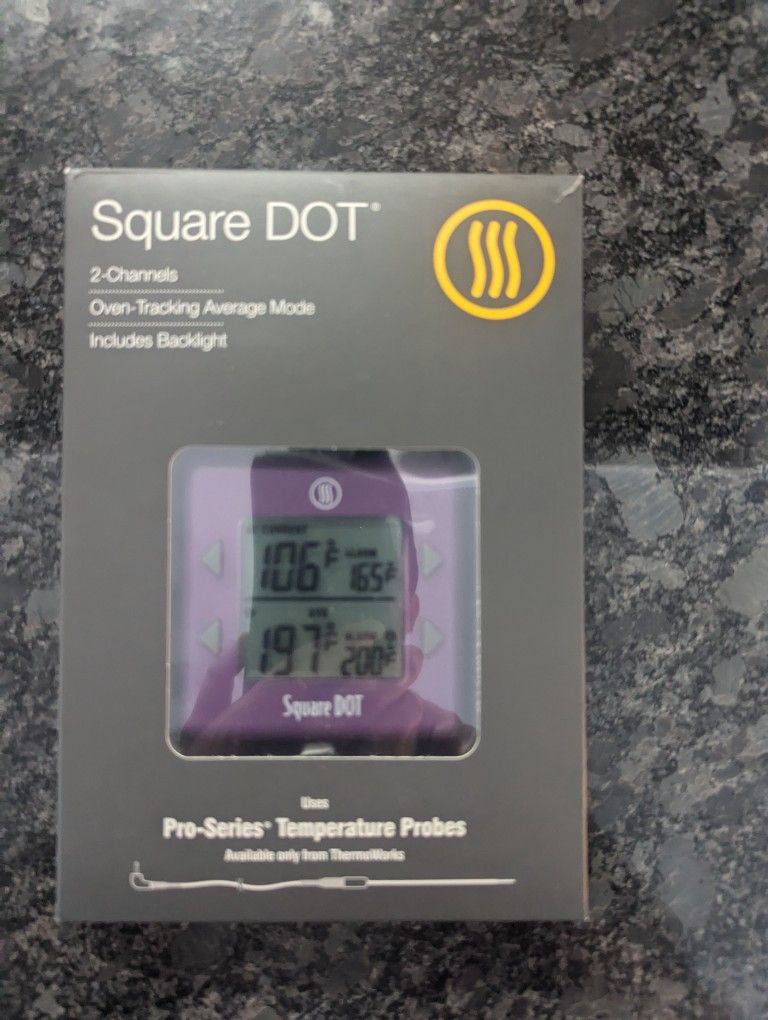 Square DOT®
2-Channels
Oven-Tracking Average Mode
Includes Backlight
CURRENT
106°F ALARM 165°F
197°F ALARM 200°F
Square DOT
Uses
Pro-Series® Temperature Probes
Available only from ThermoWorks